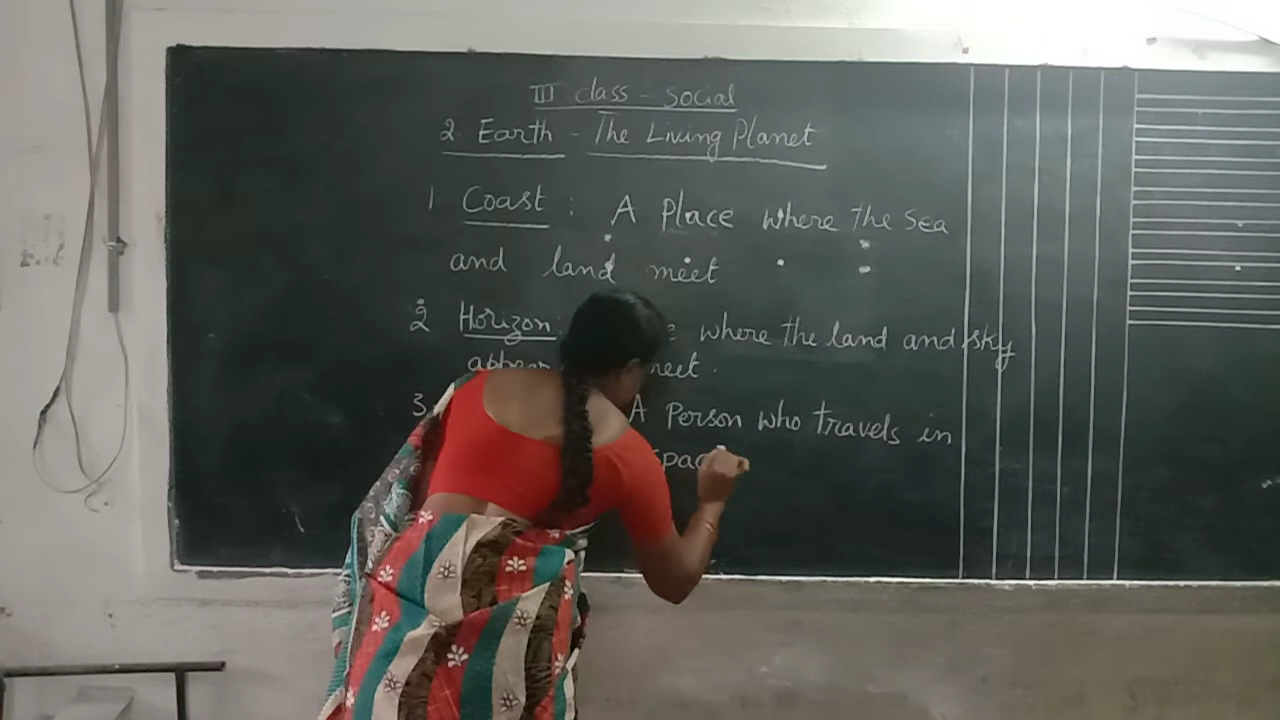 III class - Social
2 Earth - The Living Planet
1 Coast : A Place where the Sea
and land meet
2 Horizon : where the land and sky
meet .
3. A Person who travels in